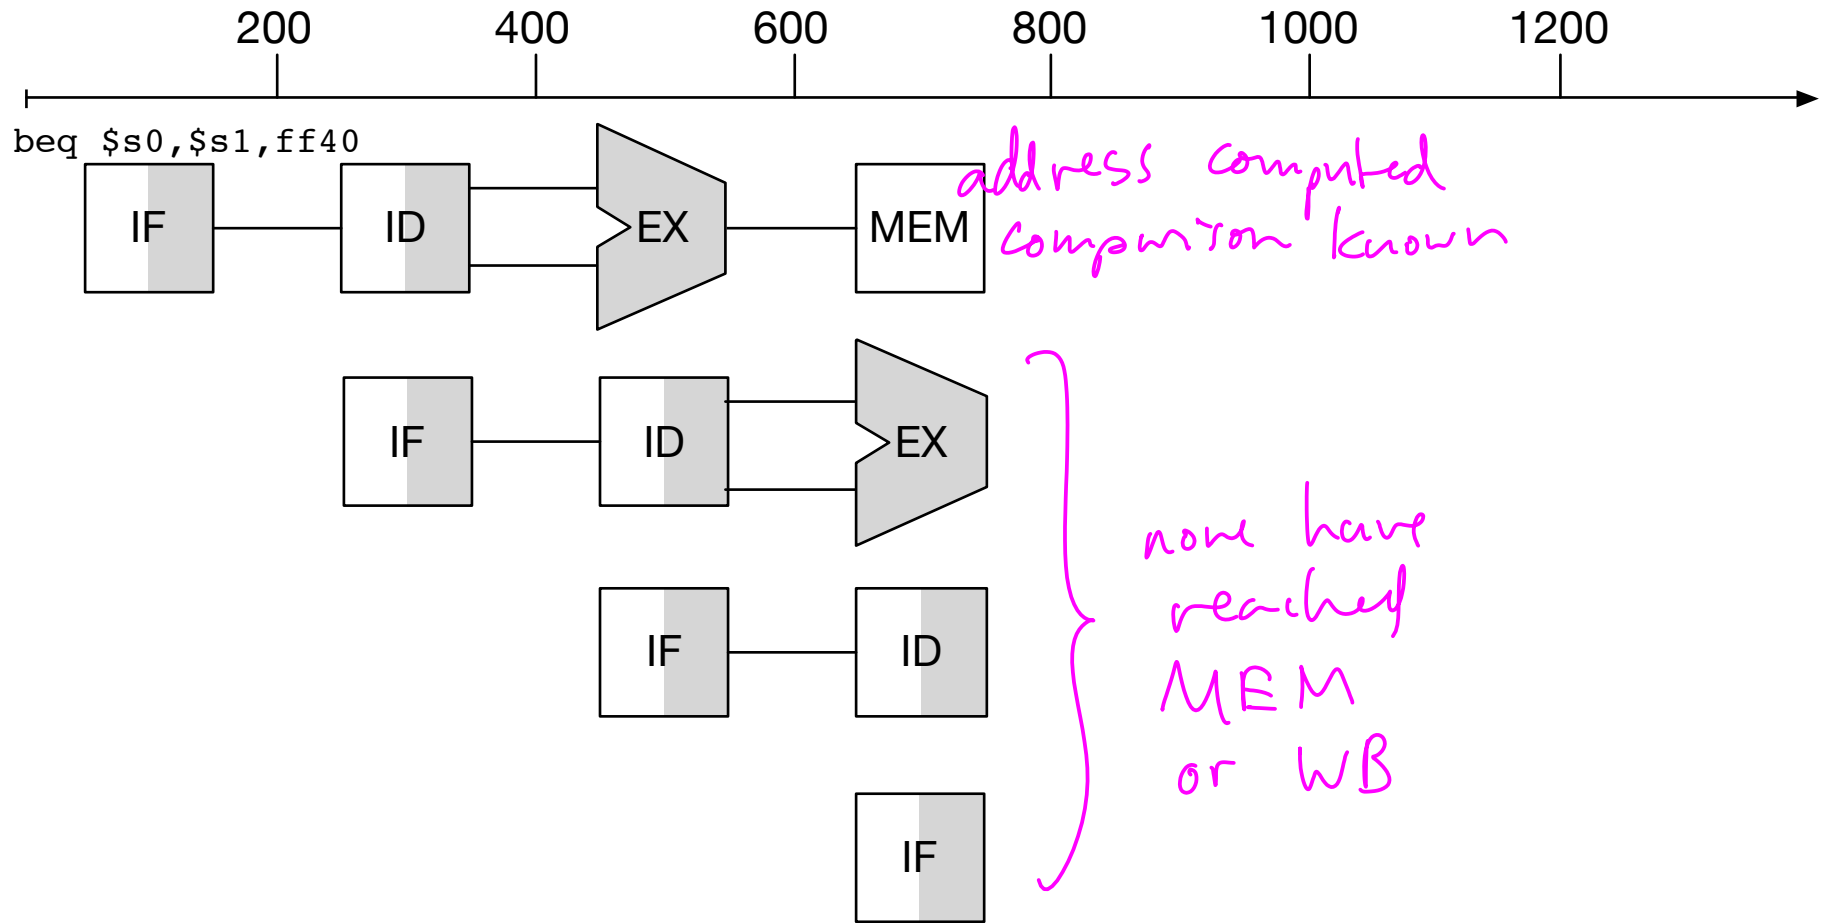 200 400 600 800 1000 1200
beq $s0,$s1,ff40
IF ID EX MEM
address computed
comparison known
IF ID EX
none have
reached
IF ID
MEM
or WB
IF